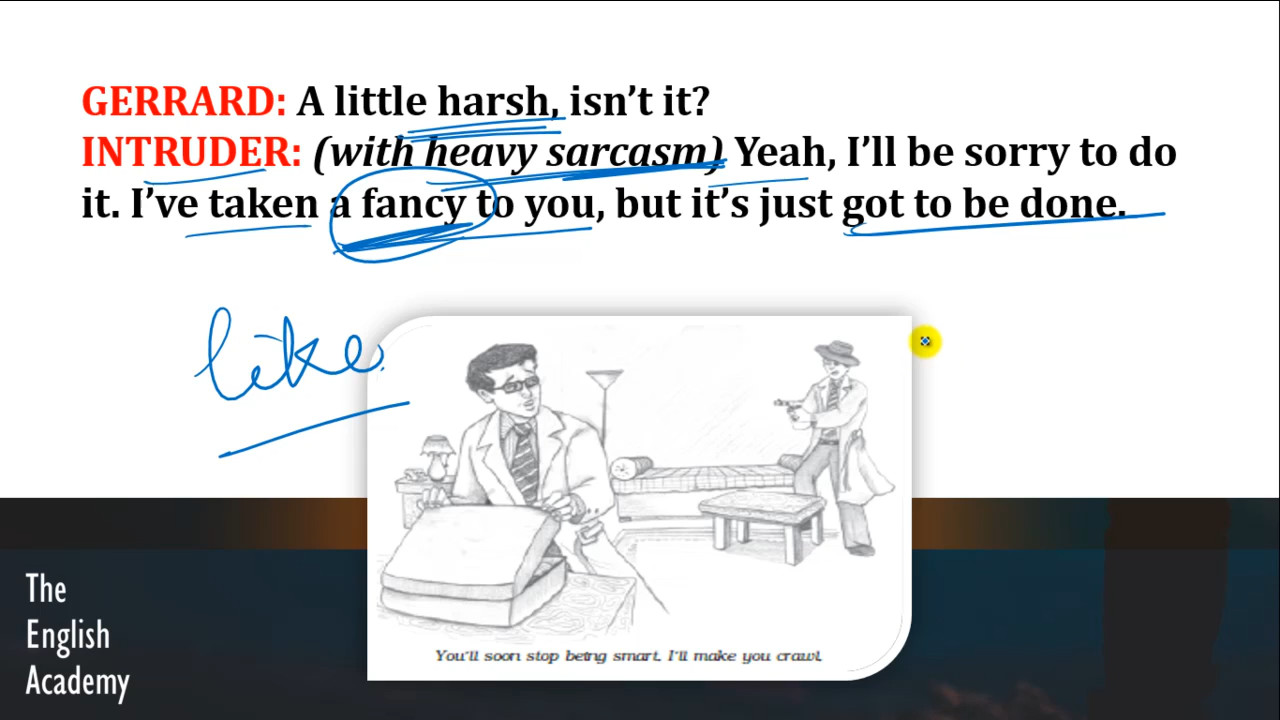 GERRARD: A little harsh, isn't it?
INTRUDER: (with heavy sarcasm) Yeah, I'll be sorry to do
it. I've taken a fancy to you, but it's just got to be done.
like
You'll soon stop being smart. I'll make you crawl.
The
English
Academy